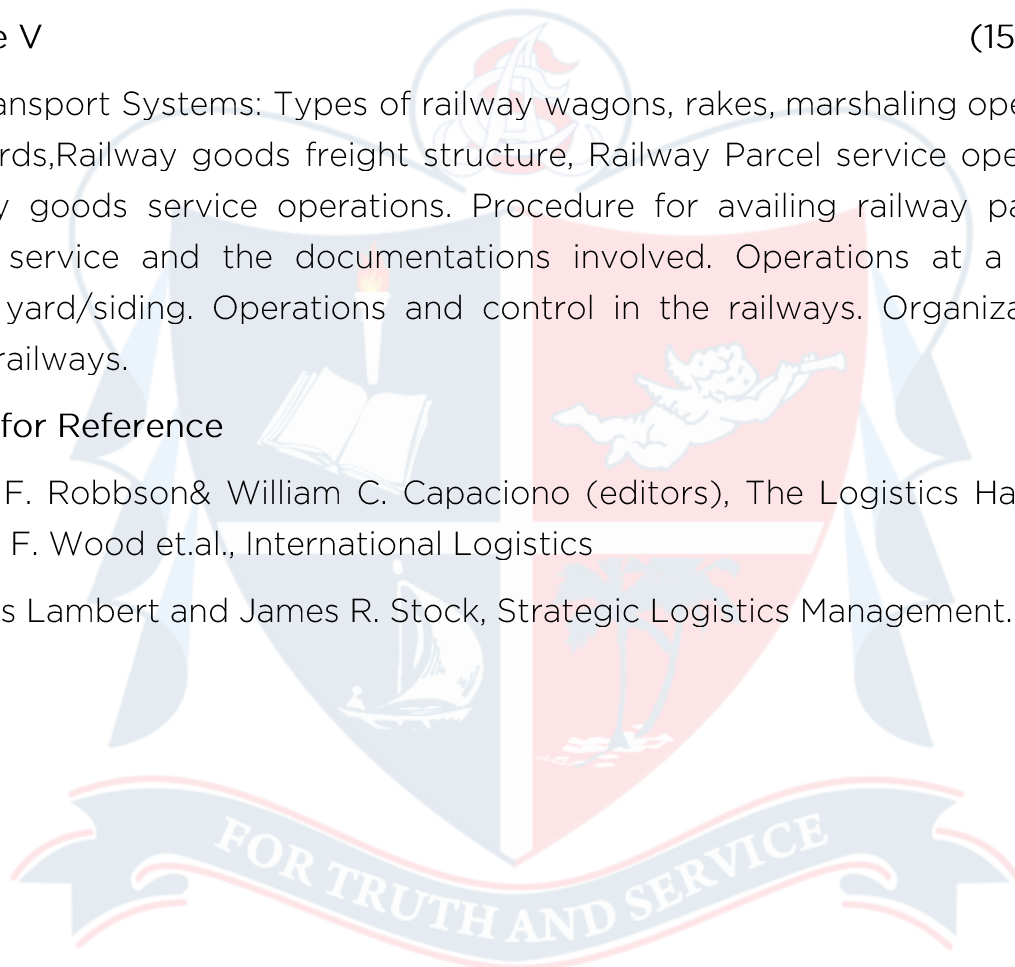 e V (15
ansport Systems: Types of railway wagons, rakes, marshaling ope
rds,Railway goods freight structure, Railway Parcel service ope
y goods service operations. Procedure for availing railway pa
service and the documentations involved. Operations at a
yard/siding. Operations and control in the railways. Organiza
railways.
for Reference
F. Robbson& William C. Capaciono (editors), The Logistics Ha
F. Wood et.al., International Logistics
s Lambert and James R. Stock, Strategic Logistics Management.
FOR TRUTH AND SERVICE